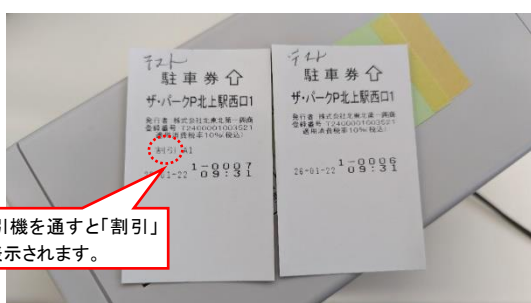 テスト
駐車券⇧
ザ・パークP北上駅西口1
発行者 株式会社北東北第一興商
登録番号 T2400001003521
適用消費税率10%(税込)
割引 A1
1-0007
26-01-22 09:31
テスト
駐車券⇧
ザ・パークP北上駅西口1
発行者 株式会社北東北第一興商
登録番号 T2400001003521
適用消費税率10%(税込)
1-0006
26-01-22 09:31
引機を通すと「割引」
表示されます。